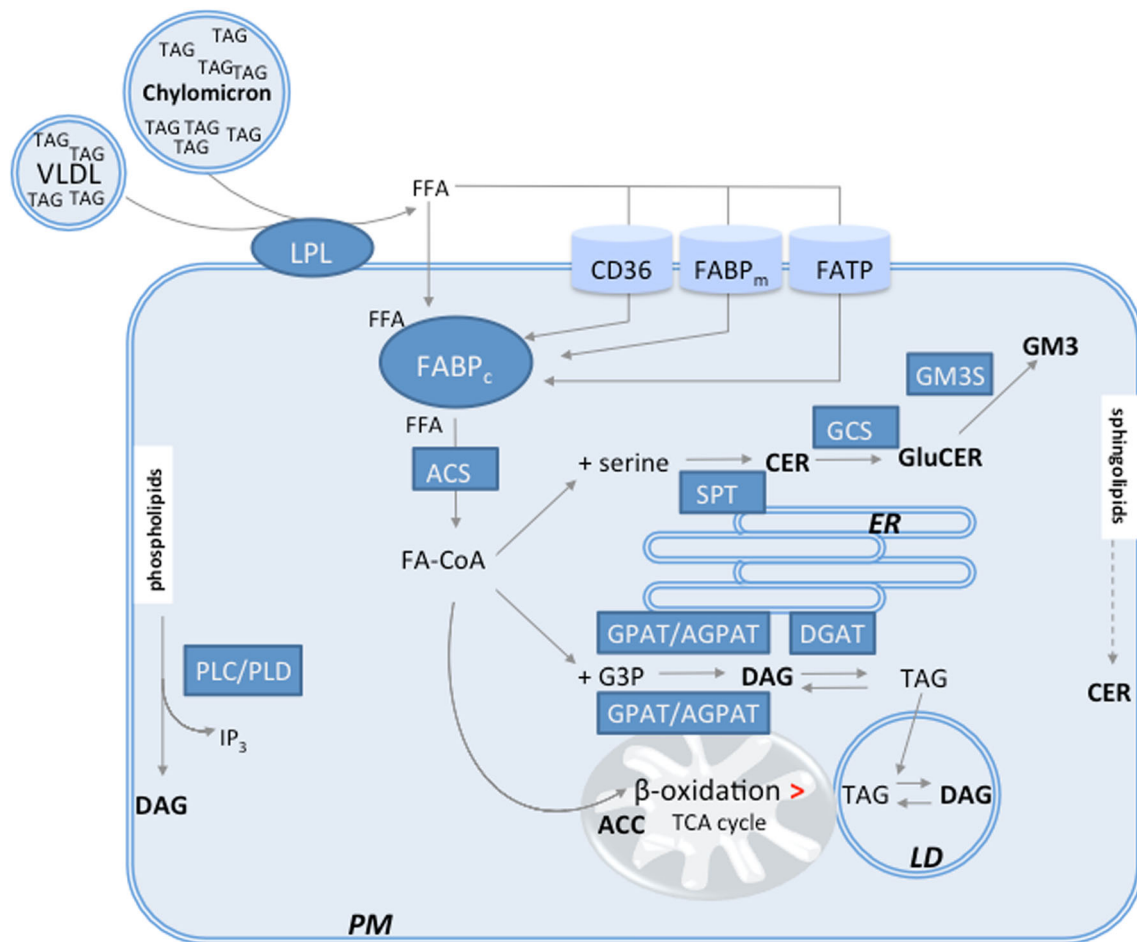 TAG
TAG
TAG TAG
Chylomicron
TAG TAG TAG
TAG
TAG
TAG
VLDL
TAG TAG
FFA
LPL
CD36
FABPm
FATP
FFA
FABPc
GM3
GM3S
FFA
GCS
ACS
+ serine
CER
GluCER
SPT
sphingolipids
phospholipids
ER
FA-CoA
GPAT/AGPAT
DGAT
PLC/PLD
+ G3P
DAG
TAG
CER
GPAT/AGPAT
IP3
β-oxidation >
TAG
DAG
DAG
ACC
TCA cycle
LD
PM